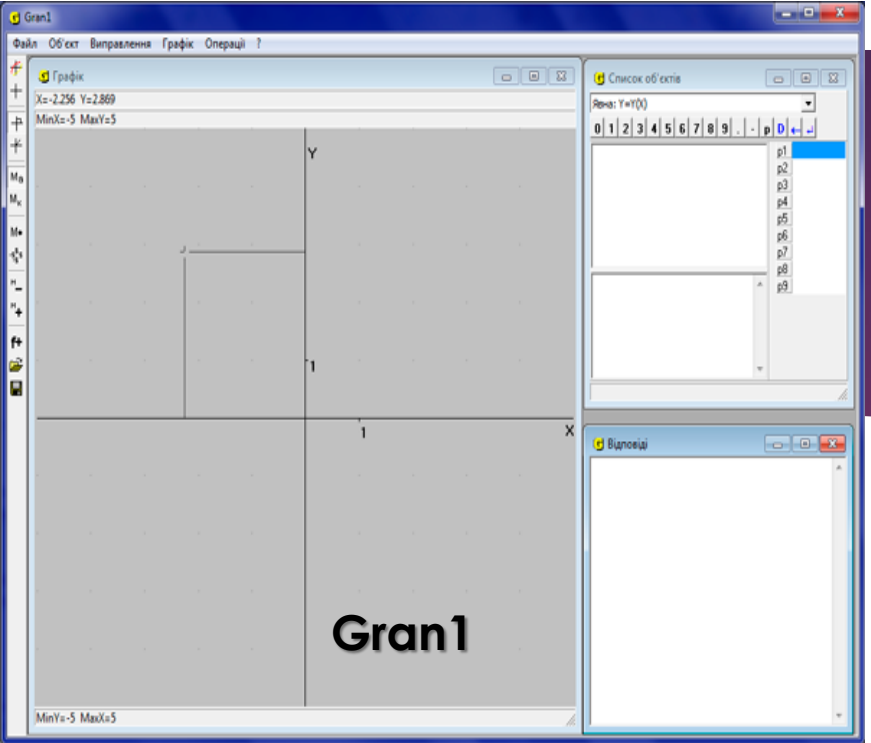 Gran1
Файл Об'єкт Виправлення Графік Операції ?
Графік
X=-2.256 Y=2.869
MinX=-5 MaxY=5
Y
1
1
X
Gran1
MinY=-5 MaxX=5
Список об'єктів
Явна: Y=Y(X)
0 1 2 3 4 5 6 7 8 9 . - p D
p1
p2
p3
p4
p5
p6
p7
p8
p9
Відповіді